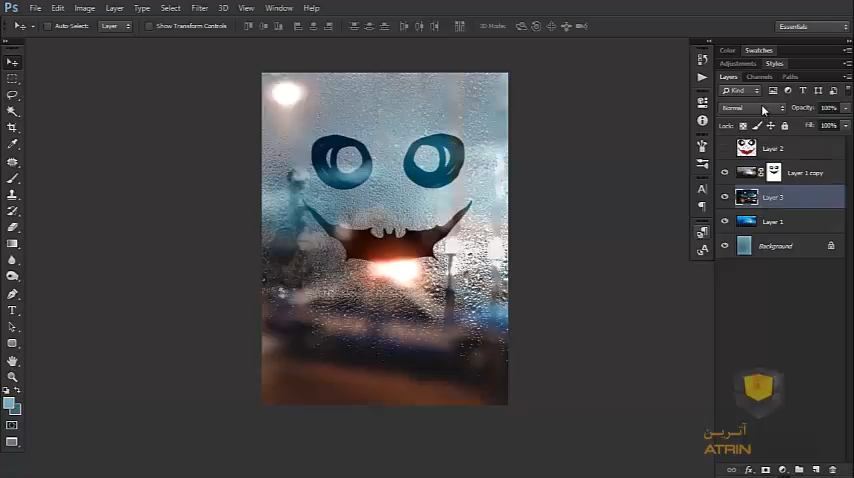 Ps File Edit Image Layer Type Select Filter 3D View Window Help
Auto-Select: Layer Show Transform Controls 3D Mode: Essentials
Color Swatches
Adjustments Styles
Layers Channels Paths
Kind
Normal Opacity: 100%
Lock: Fill: 100%
Layer 2
Layer 1 copy
Layer 3
Layer 1
Background
آترین
ATRIN